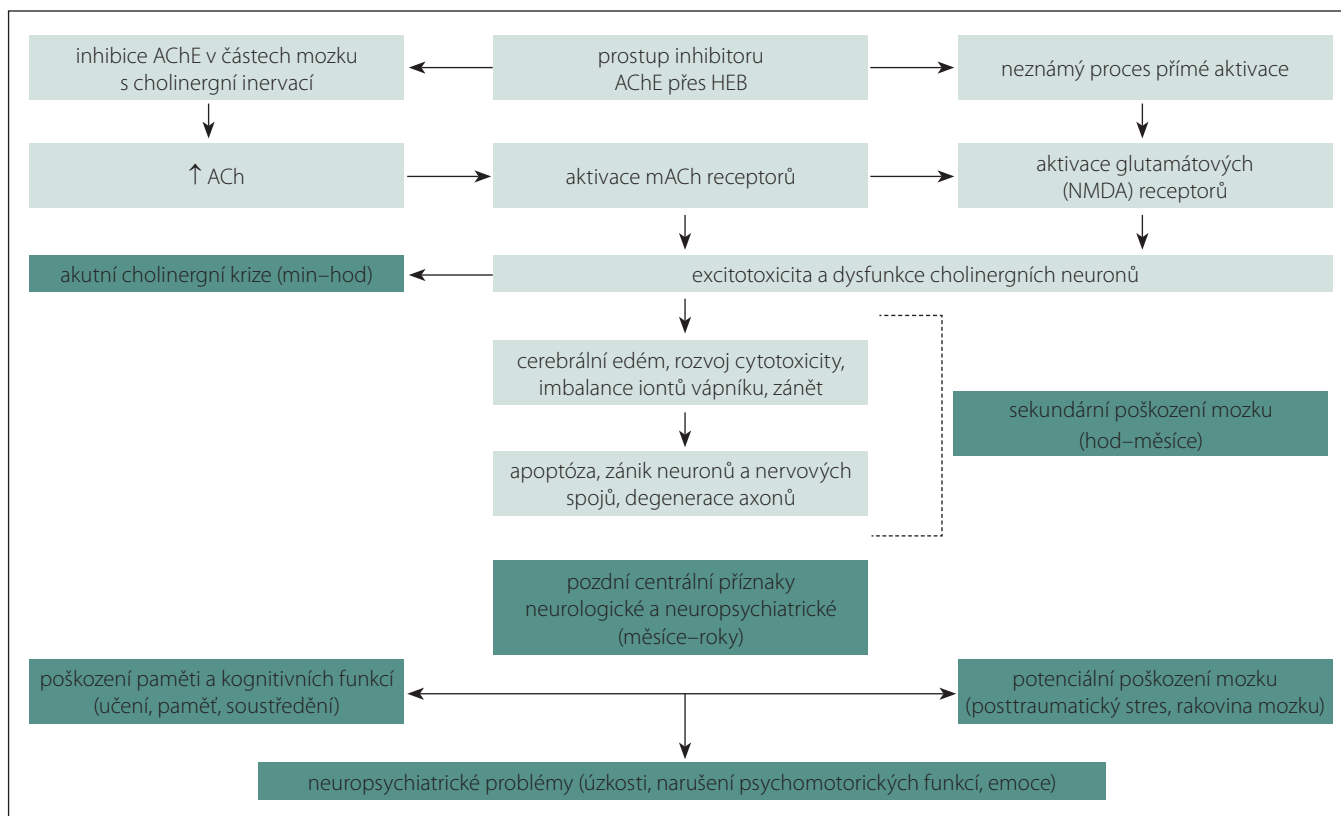 inhibice AChE v částech mozku
s cholinergní inervací
prostup inhibitoru
AChE přes HEB
neznámý proces přímé aktivace
↑ ACh
aktivace mACh receptorů
aktivace glutamátových
(NMDA) receptorů
akutní cholinergní krize (min–hod)
excitotoxicita a dysfunkce cholinergních neuronů
cerebrální edém, rozvoj cytotoxicity,
imbalance iontů vápníku, zánět
sekundární poškození mozku
(hod–měsíce)
apoptóza, zánik neuronů a nervových
spojů, degenerace axonů
pozdní centrální příznaky
neurologické a neuropsychiatrické
(měsíce–roky)
poškození paměti a kognitivních funkcí
(učení, paměť, soustředění)
potenciální poškození mozku
(posttraumatický stres, rakovina mozku)
neuropsychiatrické problémy (úzkosti, narušení psychomotorických funkcí, emoce)